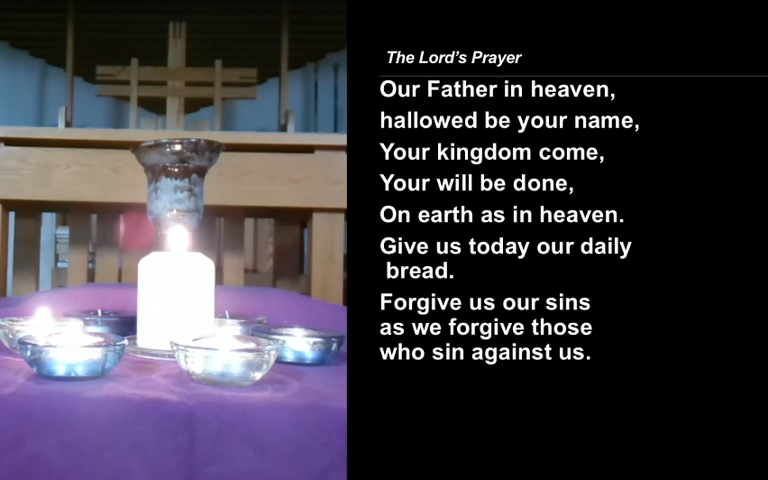 The Lord's Prayer
Our Father in heaven,
hallowed be your name,
Your kingdom come,
Your will be done,
On earth as in heaven.
Give us today our daily
bread.
Forgive us our sins
as we forgive those
who sin against us.